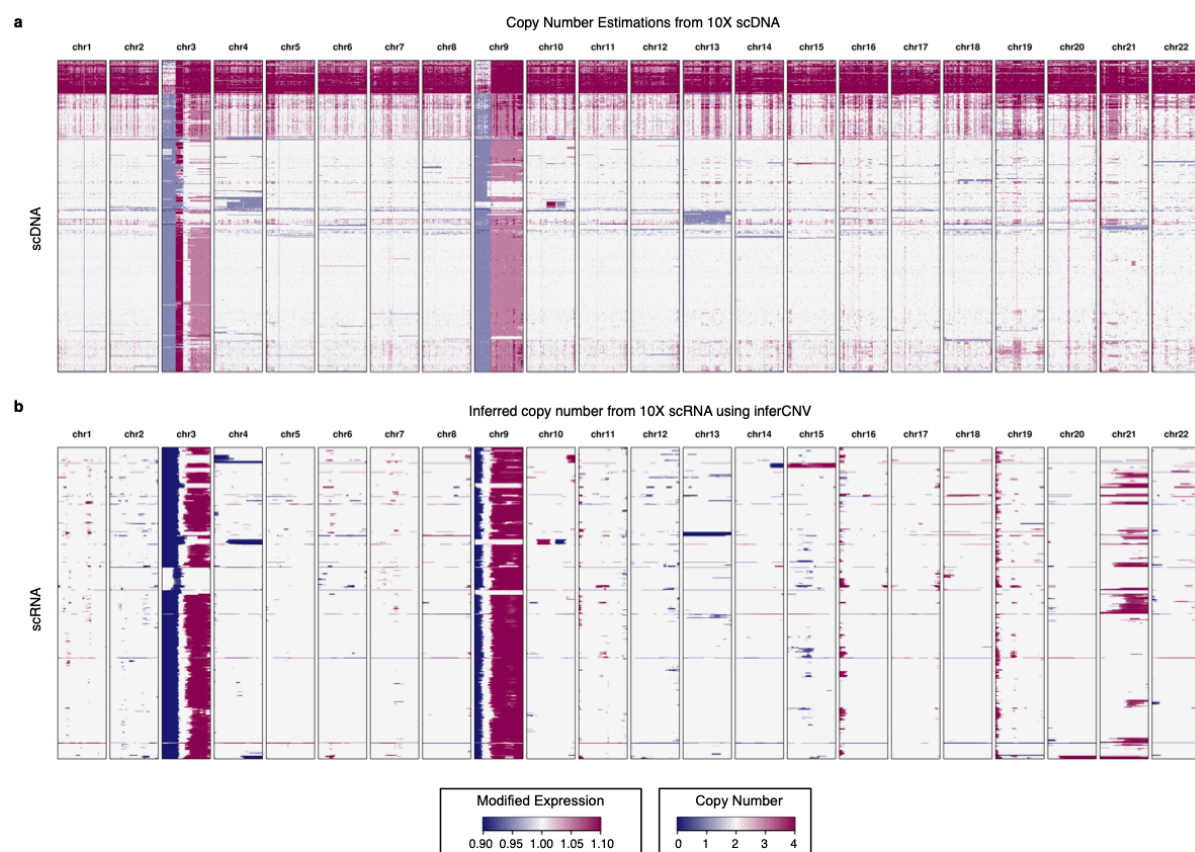 a
Copy Number Estimations from 10X scDNA
chr1 chr2 chr3 chr4 chr5 chr6 chr7 chr8 chr9 chr10 chr11 chr12 chr13 chr14 chr15 chr16 chr17 chr18 chr19 chr20 chr21 chr22
scDNA
b
Inferred copy number from 10X scRNA using inferCNV
chr1 chr2 chr3 chr4 chr5 chr6 chr7 chr8 chr9 chr10 chr11 chr12 chr13 chr14 chr15 chr16 chr17 chr18 chr19 chr20 chr21 chr22
scRNA
Modified Expression
0.90 0.95 1.00 1.05 1.10
Copy Number
0 1 2 3 4